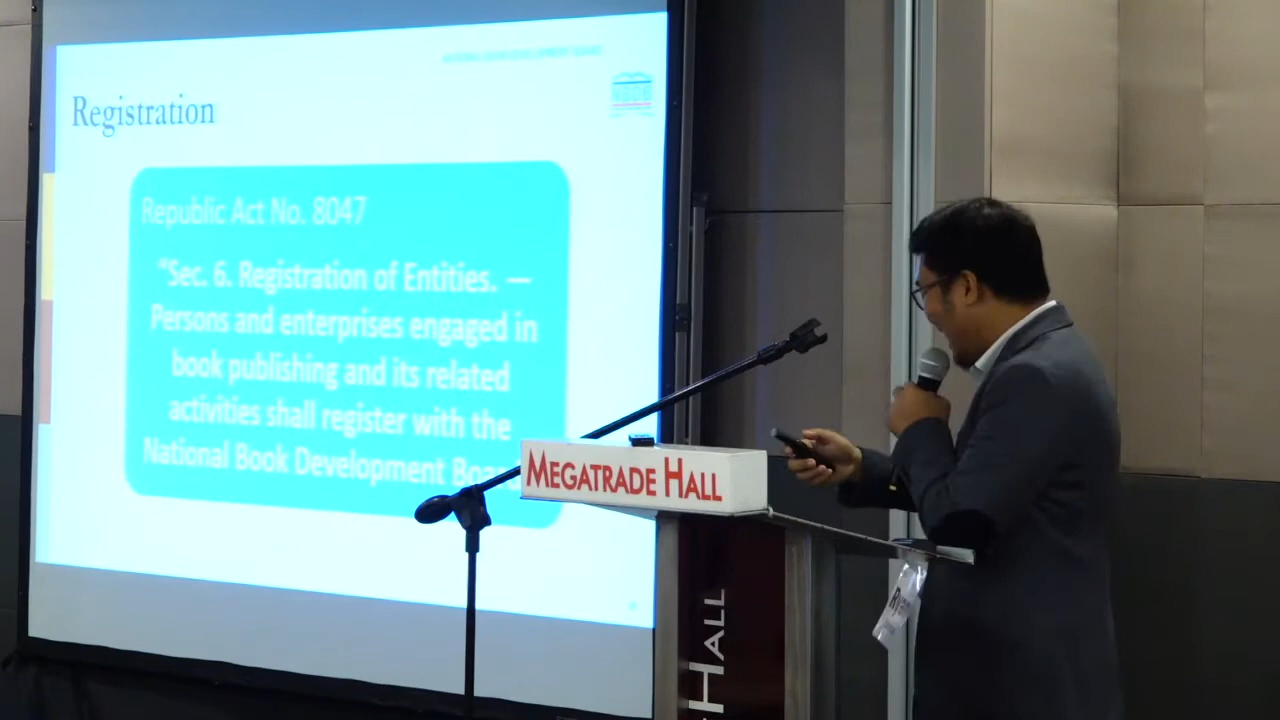 Registration
Republic Act No. 8047
"Sec. 6. Registration of Entities. —
Persons and enterprises engaged in
book publishing and its related
activities shall register with the
National Book Development Board
MEGATRADE HALL
HALL